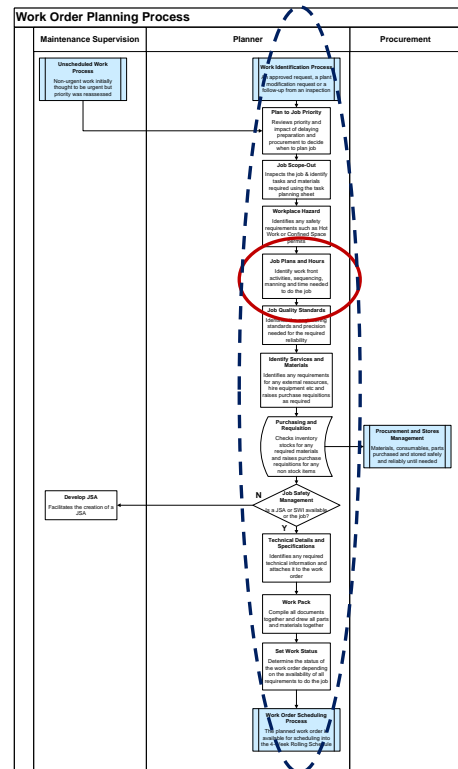 Work Order Planning Process
Maintenance Supervision
Planner
Procurement
Unscheduled Work
Process
Non-urgent work initially
thought to be urgent but
priority was reassessed
Work Identification Process
An approved request, a plant
modification request or a
follow-up from an inspection
Plan to Job Priority
Reviews priority and
impact of delaying
preparation and
procurement to decide
when to plan job
Job Scope-Out
Inspects the job & identify
tasks and materials
required using the task
planning sheet
Workplace Hazard
Identifies any safety
requirements such as Hot
Work or Confined Space
permits
Job Plans and Hours
Identify work front
activities, sequencing,
manning and time needed
to do the job
Job Quality Standards
standards and precision
needed for the required
reliability
Identify Services and
Materials
Identifies any requirements
for any external resources,
hire equipment etc and
raises purchase requisitions
as required
Purchasing and
Requisition
Checks inventory
stocks for any
required materials
and raises purchase
requisitions for any
non stock items
Procurement and Stores
Management
Materials, consumables, parts
purchased and stored safely
and reliably until needed
N
Job Safety
Management
Is a JSA or SWI available
for the job?
Y
Develop JSA
Facilitates the creation of a
JSA
Technical Details and
Specifications
Identifies any required
technical information and
attaches it to the work
order
Work Pack
Compile all documents
together and drew all parts
and materials together
Set Work Status
Determine the status of
the work order depending
on the availability of all
requirements to do the job
Work Order Scheduling
Process
The planned work order is
available for scheduling into
the 4-Week Rolling Schedule